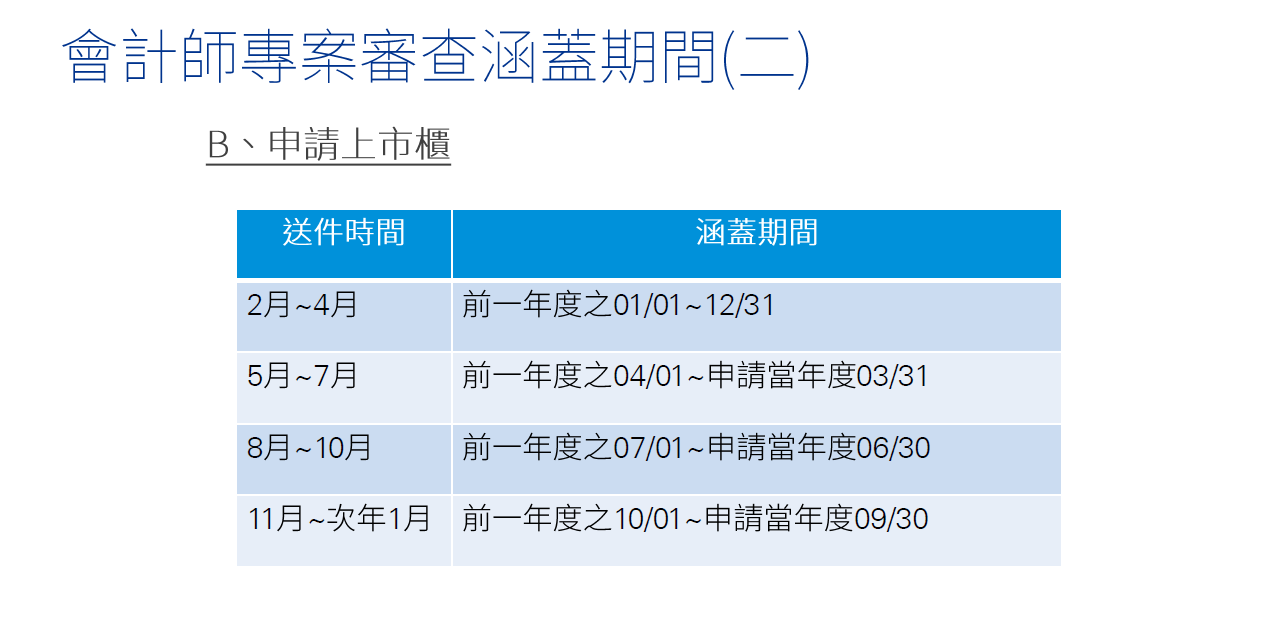 會計師專案審查涵蓋期間(二)
B、申請上市櫃
送件時間 涵蓋期間
2月~4月 前一年度之01/01~12/31
5月~7月 前一年度之04/01~申請當年度03/31
8月~10月 前一年度之07/01~申請當年度06/30
11月~次年1月 前一年度之10/01~申請當年度09/30